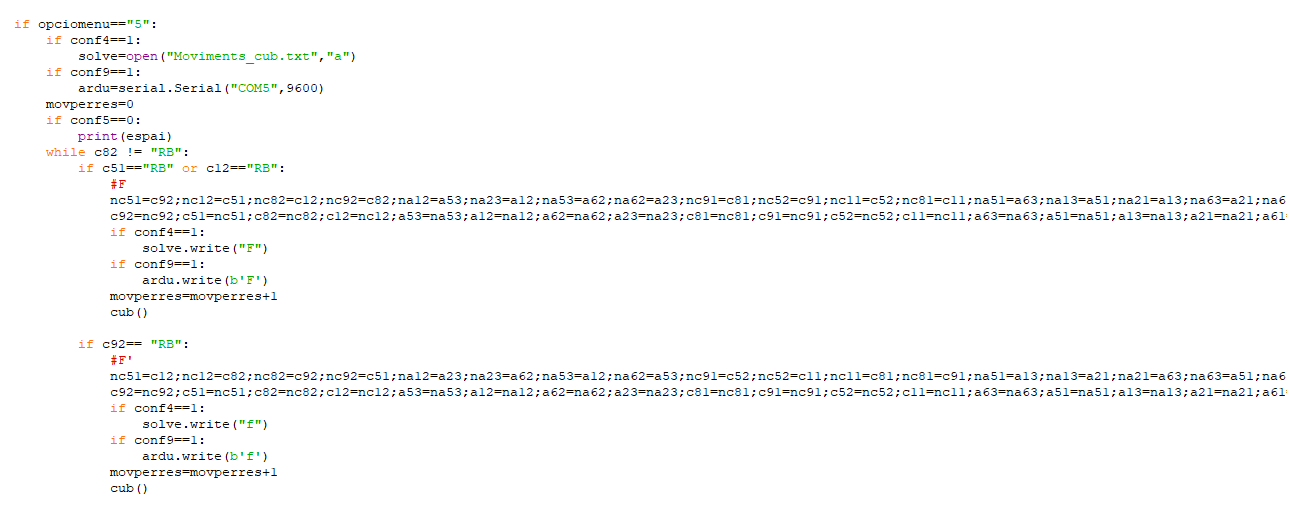 if opciomenu=="5":
    if conf4==1:
        solve=open("Moviments_cub.txt","a")
    if conf9==1:
        ardu=serial.Serial("COM5",9600)
    movperres=0
    if conf5==0:
        print(espai)
    while c82 != "RB":
        if c51=="RB" or c12=="RB":
            #F
            nc51=c92;nc12=c51;nc82=c12;nc92=c82;na12=a53;na23=a12;na53=a62;na62=a23;nc91=c81;nc52=c91;nc11=c52;nc81=c11;na51=a63;na13=a51;na21=a13;na63=a21;na6
            c92=nc92;c51=nc51;c82=nc82;c12=nc12;a53=na53;a12=na12;a62=na62;a23=na23;c81=nc81;c91=nc91;c52=nc52;c11=nc11;a63=na63;a51=na51;a13=na13;a21=na21;a61=
            if conf4==1:
                solve.write("F")
            if conf9==1:
                ardu.write(b'F')
            movperres=movperres+1
            cub()
        if c92== "RB":
            #F'
            nc51=c12;nc12=c82;nc82=c92;nc92=c51;na12=a23;na23=a62;na53=a12;na62=a53;nc91=c52;nc52=c11;nc11=c81;nc81=c91;na51=a13;na13=a21;na21=a63;na63=a51;na6
            c92=nc92;c51=nc51;c82=nc82;c12=nc12;a53=na53;a12=na12;a62=na62;a23=na23;c81=nc81;c91=nc91;c52=nc52;c11=nc11;a63=na63;a51=na51;a13=na13;a21=na21;a61=
            if conf4==1:
                solve.write("f")
            if conf9==1:
                ardu.write(b'f')
            movperres=movperres+1
            cub()